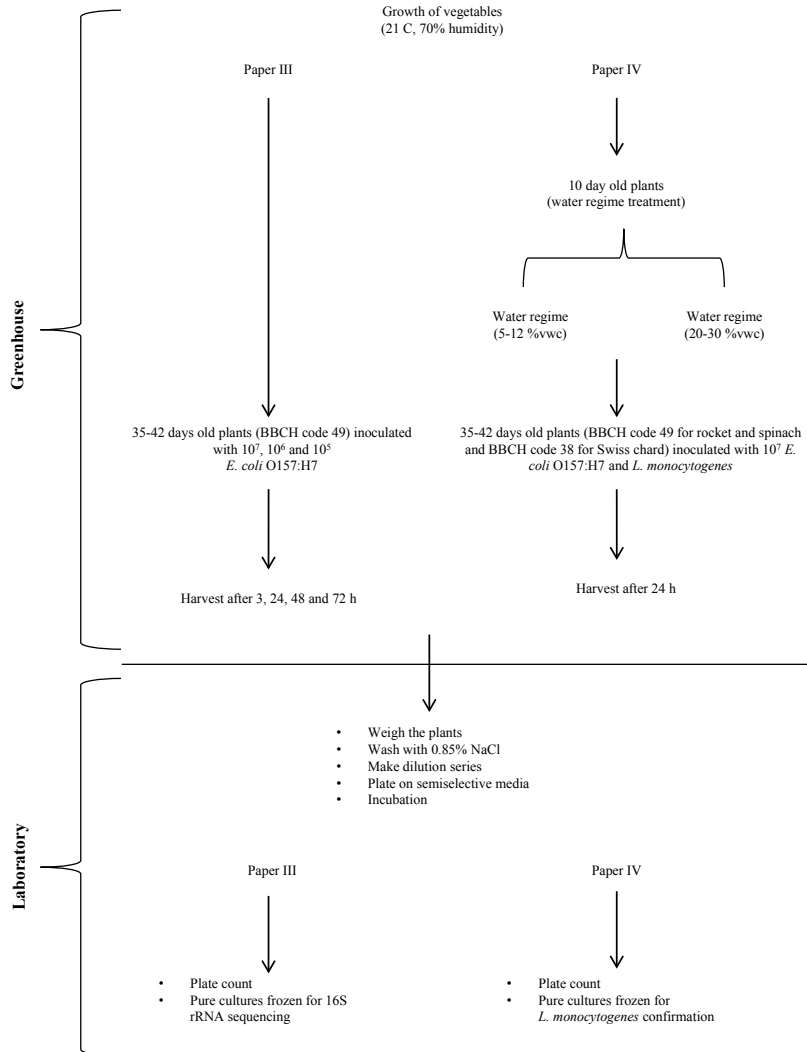 Growth of vegetables
(21 C, 70% humidity)
Paper III
Paper IV
10 day old plants
(water regime treatment)
Water regime
(5-12 %vwc)
Water regime
(20-30 %vwc)
Greenhouse
35-42 days old plants (BBCH code 49) inoculated
with 10⁷, 10⁶ and 10⁵
E. coli O157:H7
35-42 days old plants (BBCH code 49 for rocket and spinach
and BBCH code 38 for Swiss chard) inoculated with 10⁷ E.
coli O157:H7 and L. monocytogenes
Harvest after 3, 24, 48 and 72 h
Harvest after 24 h
Laboratory
• Weigh the plants
• Wash with 0.85% NaCl
• Make dilution series
• Plate on semiselective media
• Incubation
Paper III
Paper IV
• Plate count
• Pure cultures frozen for 16S
rRNA sequencing
• Plate count
• Pure cultures frozen for
L. monocytogenes confirmation